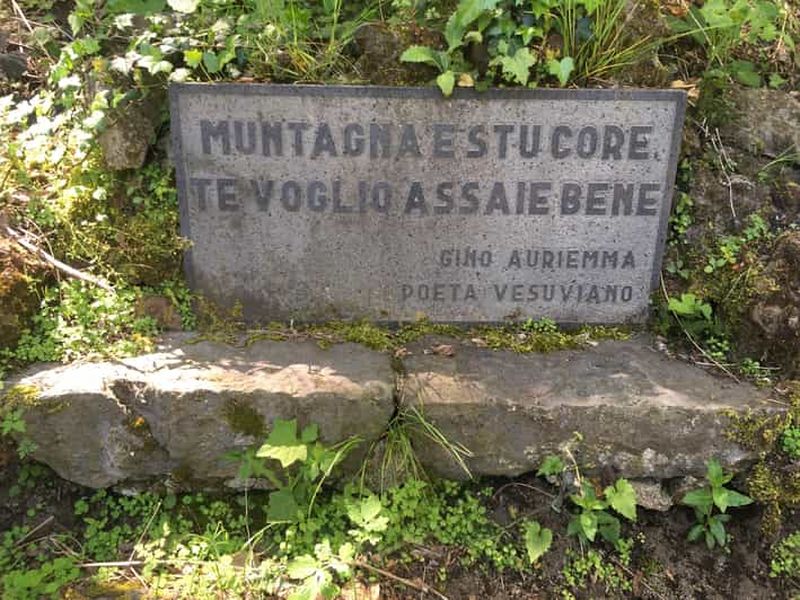 MUNTAGNA E STU CORE
TE VOGLIO ASSAIE BENE
GINO AURIEMMA
POETA VESUVIANO